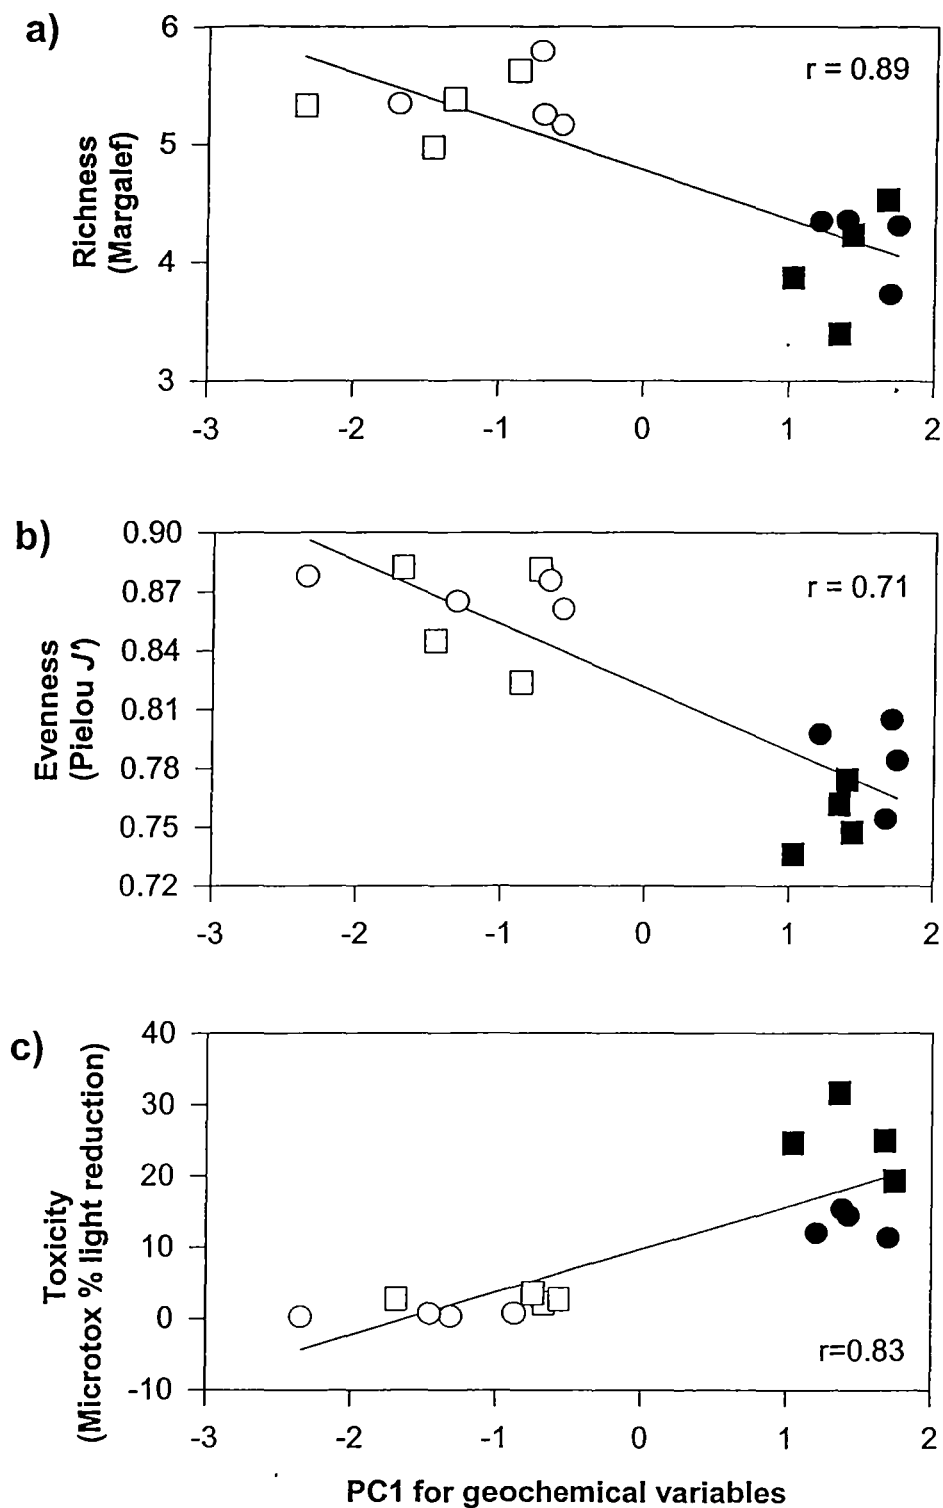 a)
6
5
4
3
Richness
(Margalef)
r = 0.89
-3 -2 -1 0 1 2
b)
0.90
0.87
0.84
0.81
0.78
0.75
0.72
Evenness
(Pielou J')
r = 0.71
-3 -2 -1 0 1 2
c)
40
30
20
10
0
-10
Toxicity
(Microtox % light reduction)
r=0.83
-3 -2 -1 0 1 2
PC1 for geochemical variables